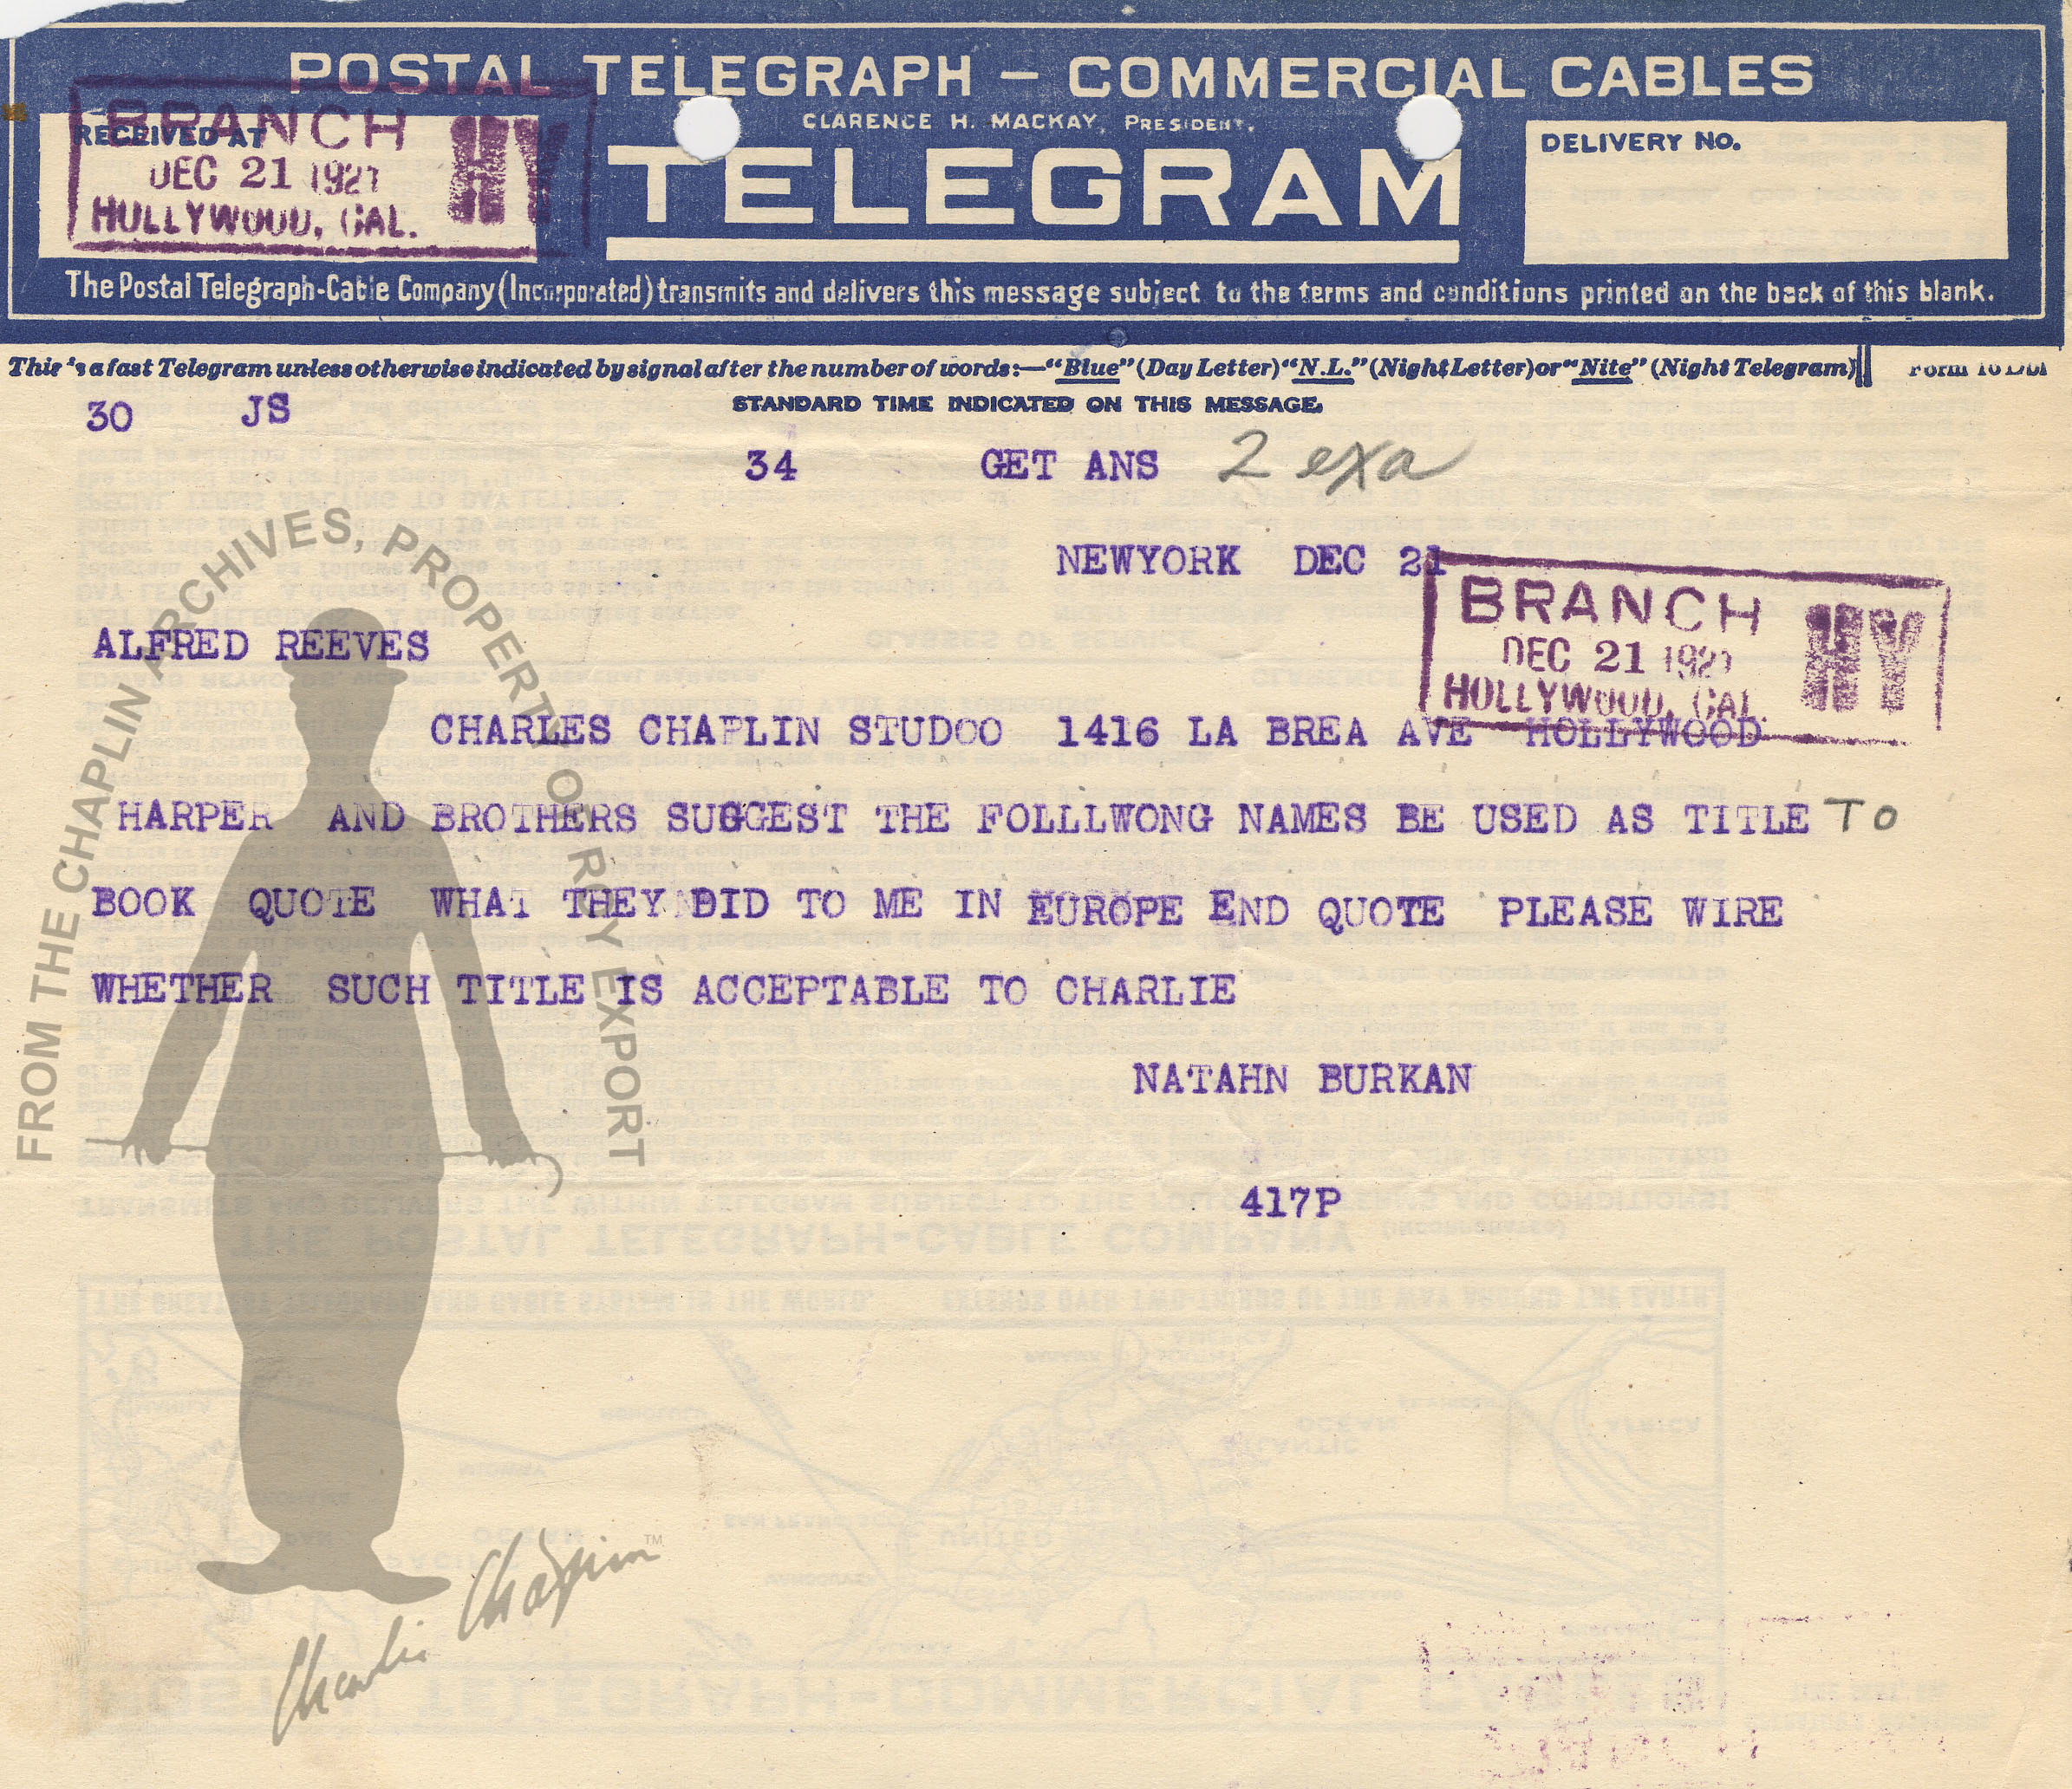 POSTAL TELEGRAPH — COMMERCIAL CABLES
CLARENCE H. MACKAY, PRESIDENT.
RECEIVED AT
BRANCH HY
DEC 21 1921
HOLLYWOOD, CAL.
TELEGRAM
DELIVERY NO.
The Postal Telegraph-Cable Company (Incorporated) transmits and delivers this message subject to the terms and conditions printed on the back of this blank.
This is a fast Telegram unless otherwise indicated by signal after the number of words:—"Blue" (Day Letter) "N.L." (Night Letter) or "Nite" (Night Telegram) Form
STANDARD TIME INDICATED ON THIS MESSAGE.
30 JS
34 GET ANS 2 exa
NEWYORK DEC 21
BRANCH HY
DEC 21 1921
HOLLYWOOD, CAL.
ALFRED REEVES
CHARLES CHAPLIN STUDOO 1416 LA BREA AVE HOLLYWOOD
HARPER AND BROTHERS SUGGEST THE FOLLLWONG NAMES BE USED AS TITLE TO
BOOK QUOTE WHAT THEY DID TO ME IN EUROPE END QUOTE PLEASE WIRE
WHETHER SUCH TITLE IS ACCEPTABLE TO CHARLIE
NATAHN BURKAN
417P
FROM THE CHAPLIN ARCHIVES, PROPERTY OF ROY EXPORT
Charlie Chaplin ™